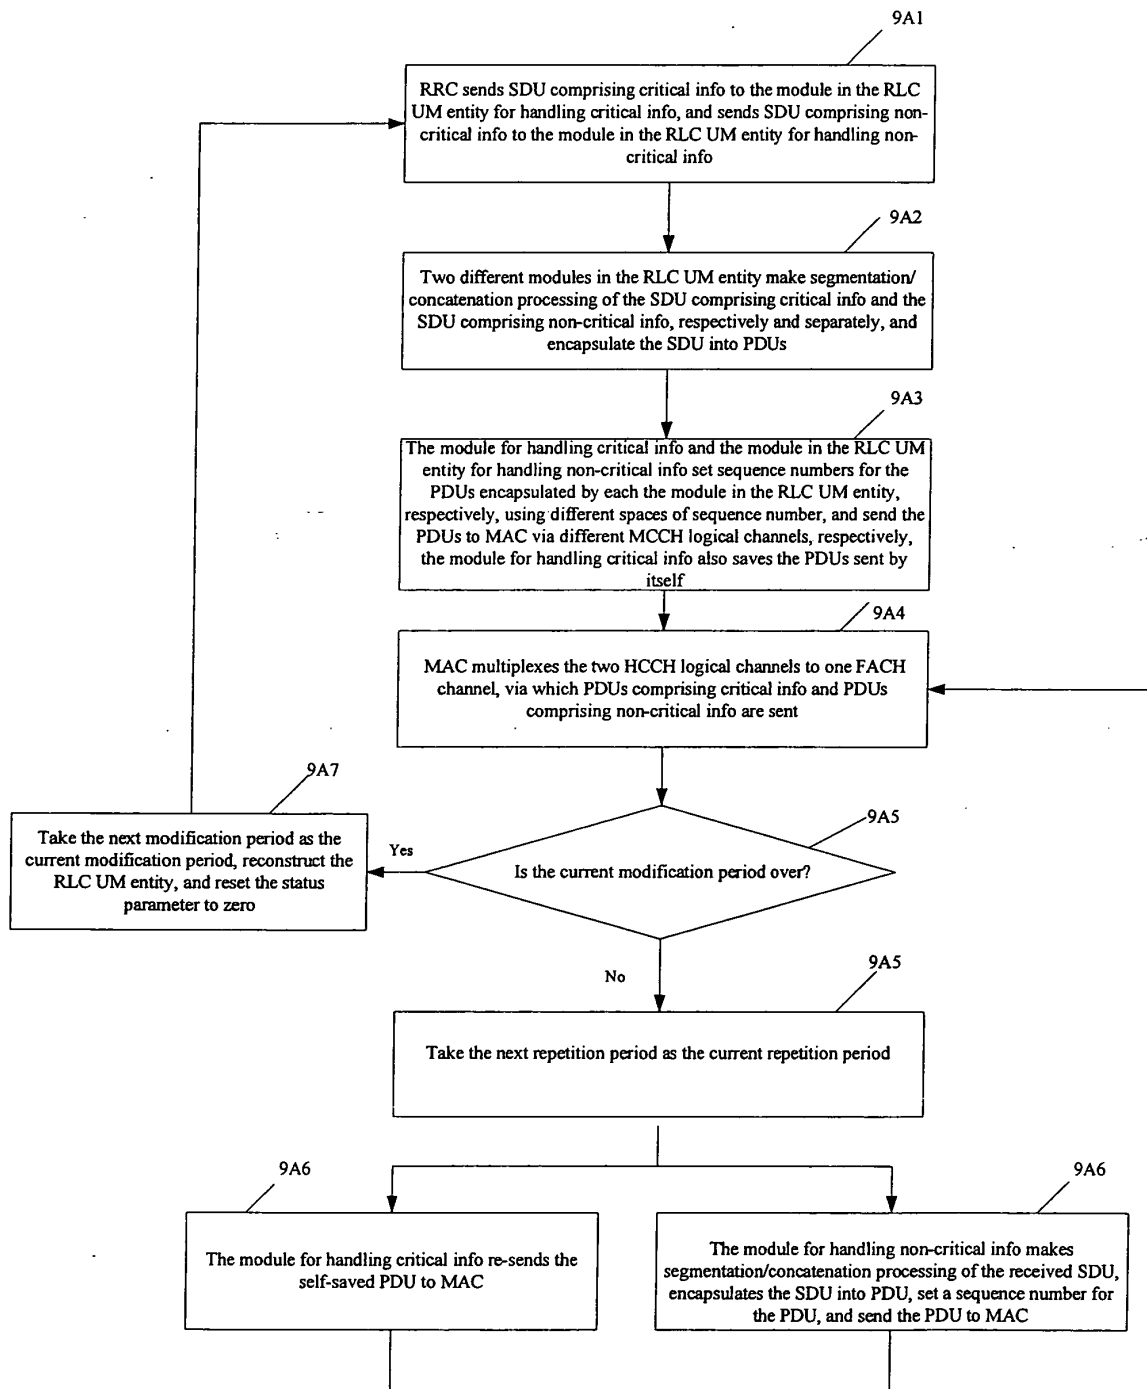 9A1
RRC sends SDU comprising critical info to the module in the RLC
UM entity for handling critical info, and sends SDU comprising non-
critical info to the module in the RLC UM entity for handling non-
critical info
9A2
Two different modules in the RLC UM entity make segmentation/
concatenation processing of the SDU comprising critical info and the
SDU comprising non-critical info, respectively and separately, and
encapsulate the SDU into PDUs
9A3
The module for handling critical info and the module in the RLC UM
entity for handling non-critical info set sequence numbers for the
PDUs encapsulated by each the module in the RLC UM entity,
respectively, using different spaces of sequence number, and send the
PDUs to MAC via different MCCH logical channels, respectively,
the module for handling critical info also saves the PDUs sent by
itself
9A4
MAC multiplexes the two HCCH logical channels to one FACH
channel, via which PDUs comprising critical info and PDUs
comprising non-critical info are sent
9A7
Take the next modification period as the
current modification period, reconstruct the
RLC UM entity, and reset the status
parameter to zero
Yes
9A5
Is the current modification period over?
No
9A5
Take the next repetition period as the current repetition period
9A6
The module for handling critical info re-sends the
self-saved PDU to MAC
9A6
The module for handling non-critical info makes
segmentation/concatenation processing of the received SDU,
encapsulates the SDU into PDU, set a sequence number for
the PDU, and send the PDU to MAC